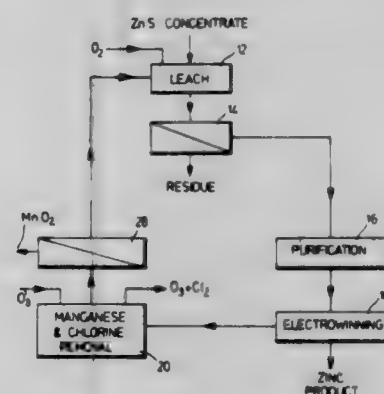 ZnS CONCENTRATE
O2
12
LEACH
14
RESIDUE
MnO2
28
16
PURIFICATION
O3
O3+Cl2
MANGANESE
& CHLORINE
REMOVAL
ELECTROWINNING
20
ZINC
PRODUCT